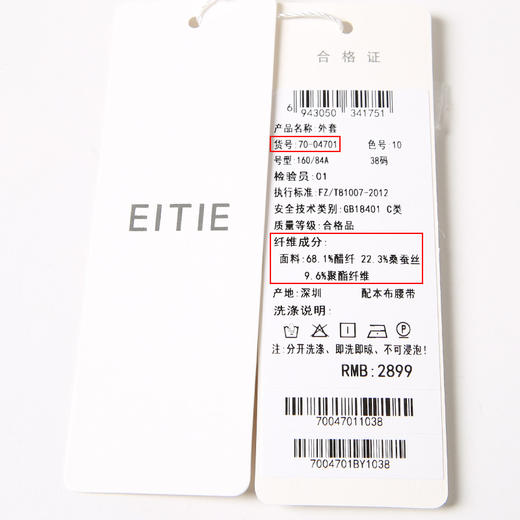 EITIE
合格证
6 943050 341751
产品名称 外套
货号:70-04701 色号:10
号型:160/84A 38码
检验员:01
执行标准:FZ/T81007-2012
安全技术类别:GB18401 C类
质量等级:合格品
纤维成分:
面料:68.1%醋纤 22.3%桑蚕丝
9.6%聚酯纤维
产地:深圳 配本布腰带
洗涤说明:
注:分开洗涤、即洗即晾、不可浸泡!
RMB:2899
70047011038
7004701BY1038